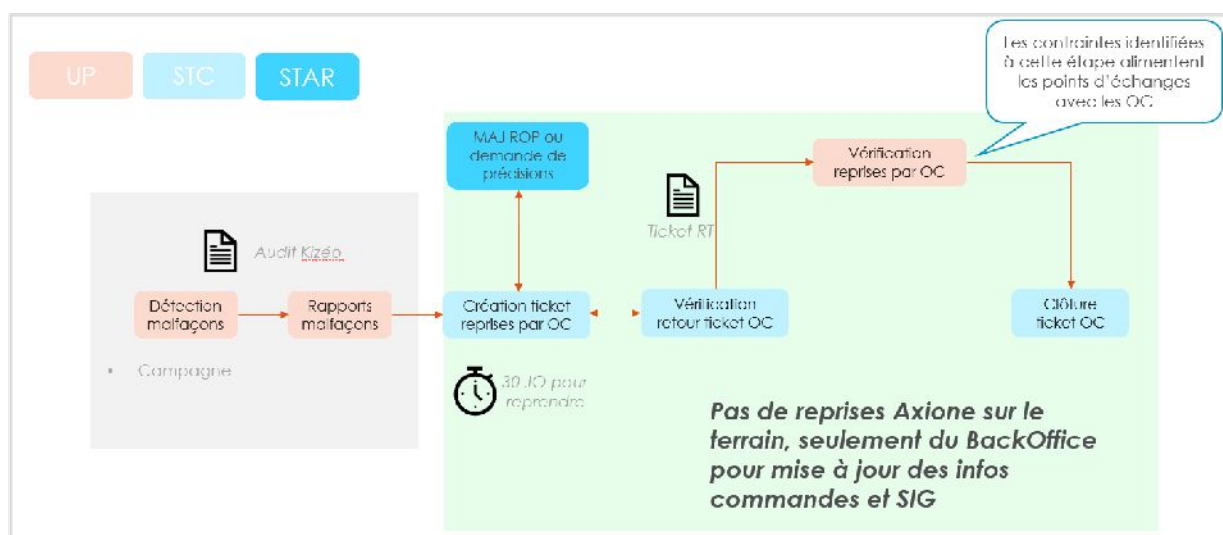 UP
STC
STAR
Les contraintes identifiées
à cette étape alimentent
les points d'échanges
avec les OC
MAJ ROP ou
demande de
précisions
Vérification
reprises par OC
Ticket RT
Audit Kizéo
Détection
malfaçons
Rapports
malfaçons
Création ticket
reprises par OC
Vérification
retour ticket OC
Clôture
ticket OC
▪ Campagne
30 JO pour
reprendre
Pas de reprises Axione sur le
terrain, seulement du BackOffice
pour mise à jour des infos
commandes et SIG